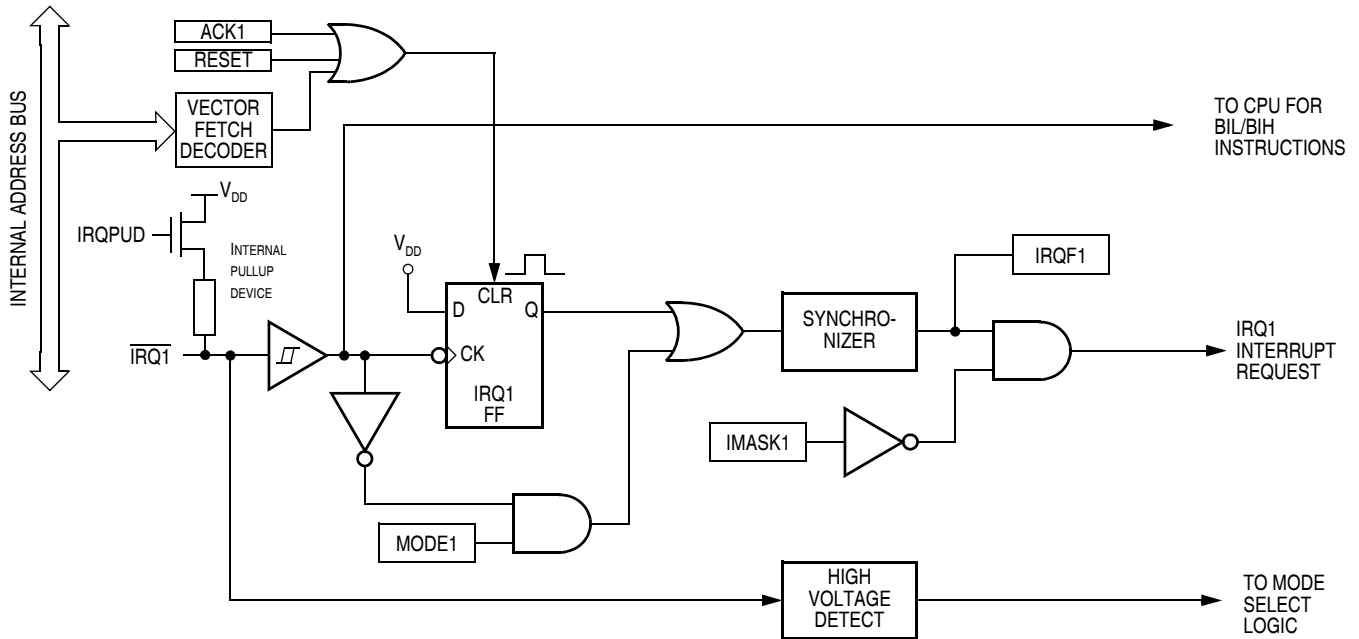 INTERNAL ADDRESS BUS
ACK1
RESET
VECTOR
FETCH
DECODER
TO CPU FOR
BIL/BIH
INSTRUCTIONS
VDD
IRQPUD
INTERNAL
PULLUP
DEVICE
VDD
CLR
D
Q
CK
IRQ1
FF
IRQ1
SYNCHRO-
NIZER
IRQF1
IRQ1
INTERRUPT
REQUEST
IMASK1
MODE1
HIGH
VOLTAGE
DETECT
TO MODE
SELECT
LOGIC